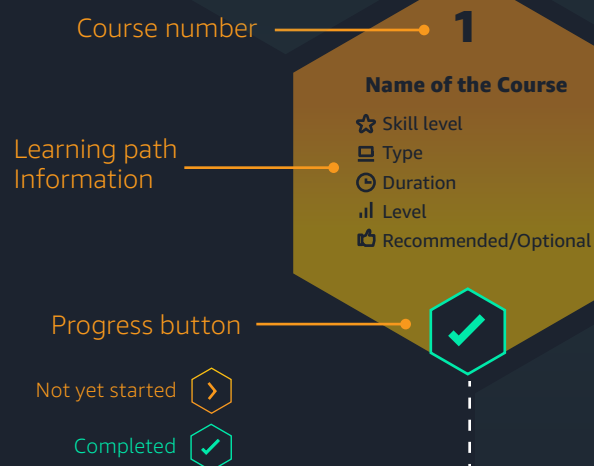 Course number
1
Name of the Course
Skill level
Type
Duration
Level
Recommended/Optional
Learning path
Information
Progress button
Not yet started
Completed